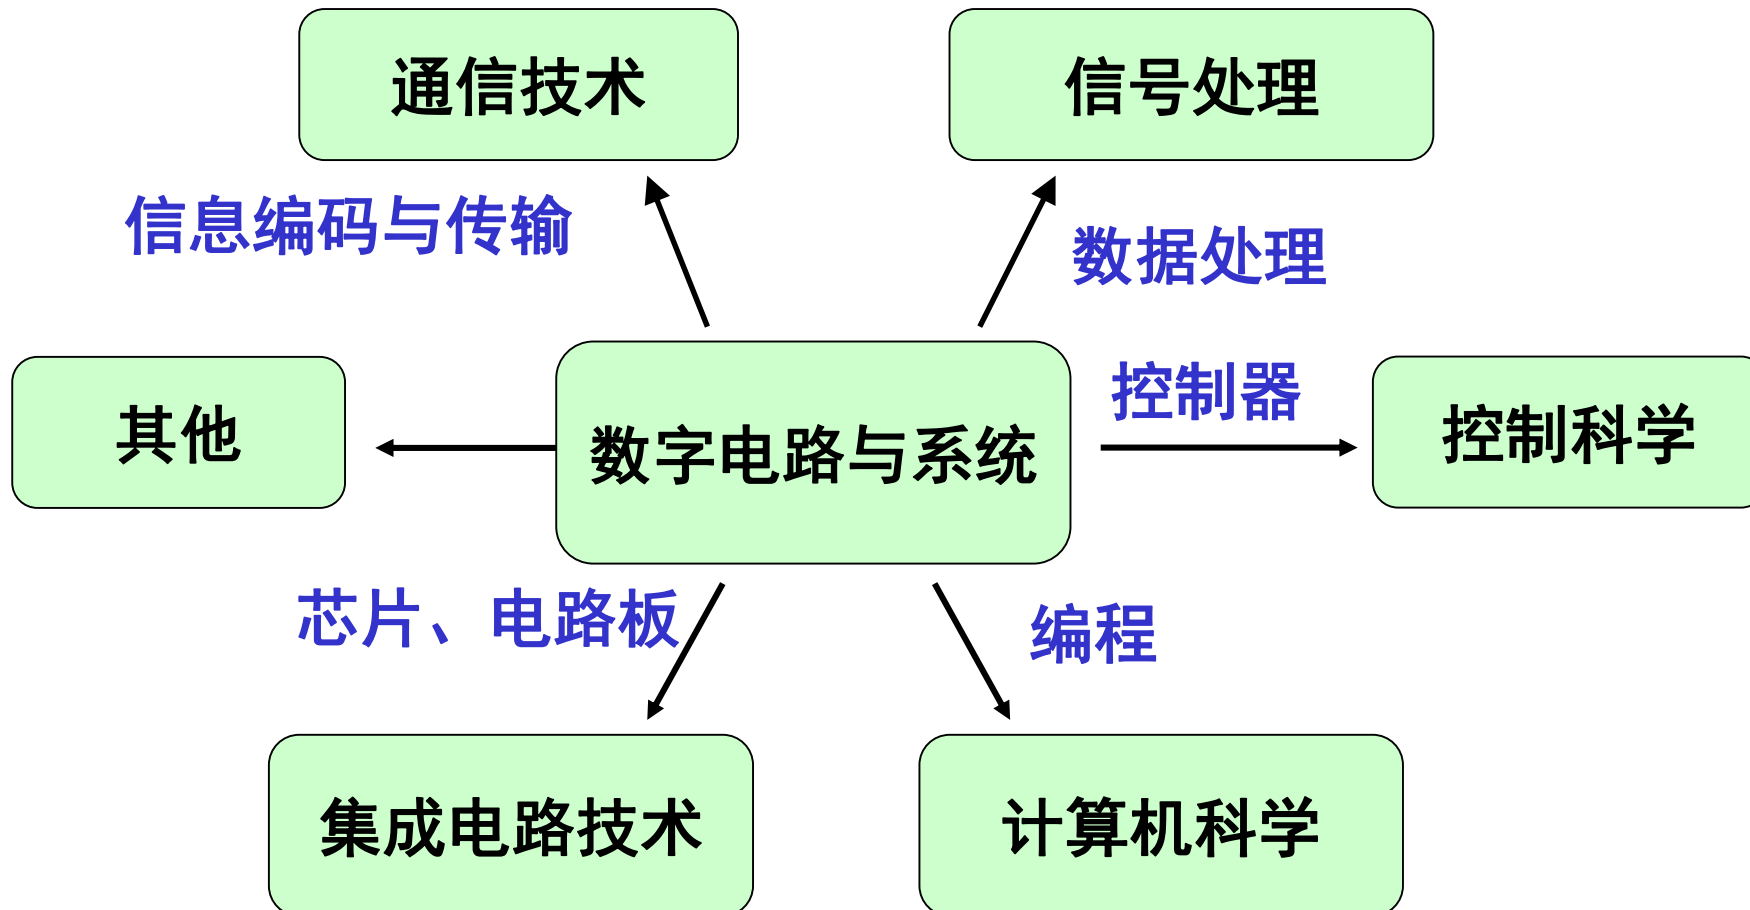 通信技术
信号处理
信息编码与传输
数据处理
控制器
其他
数字电路与系统
控制科学
芯片、电路板
编程
集成电路技术
计算机科学